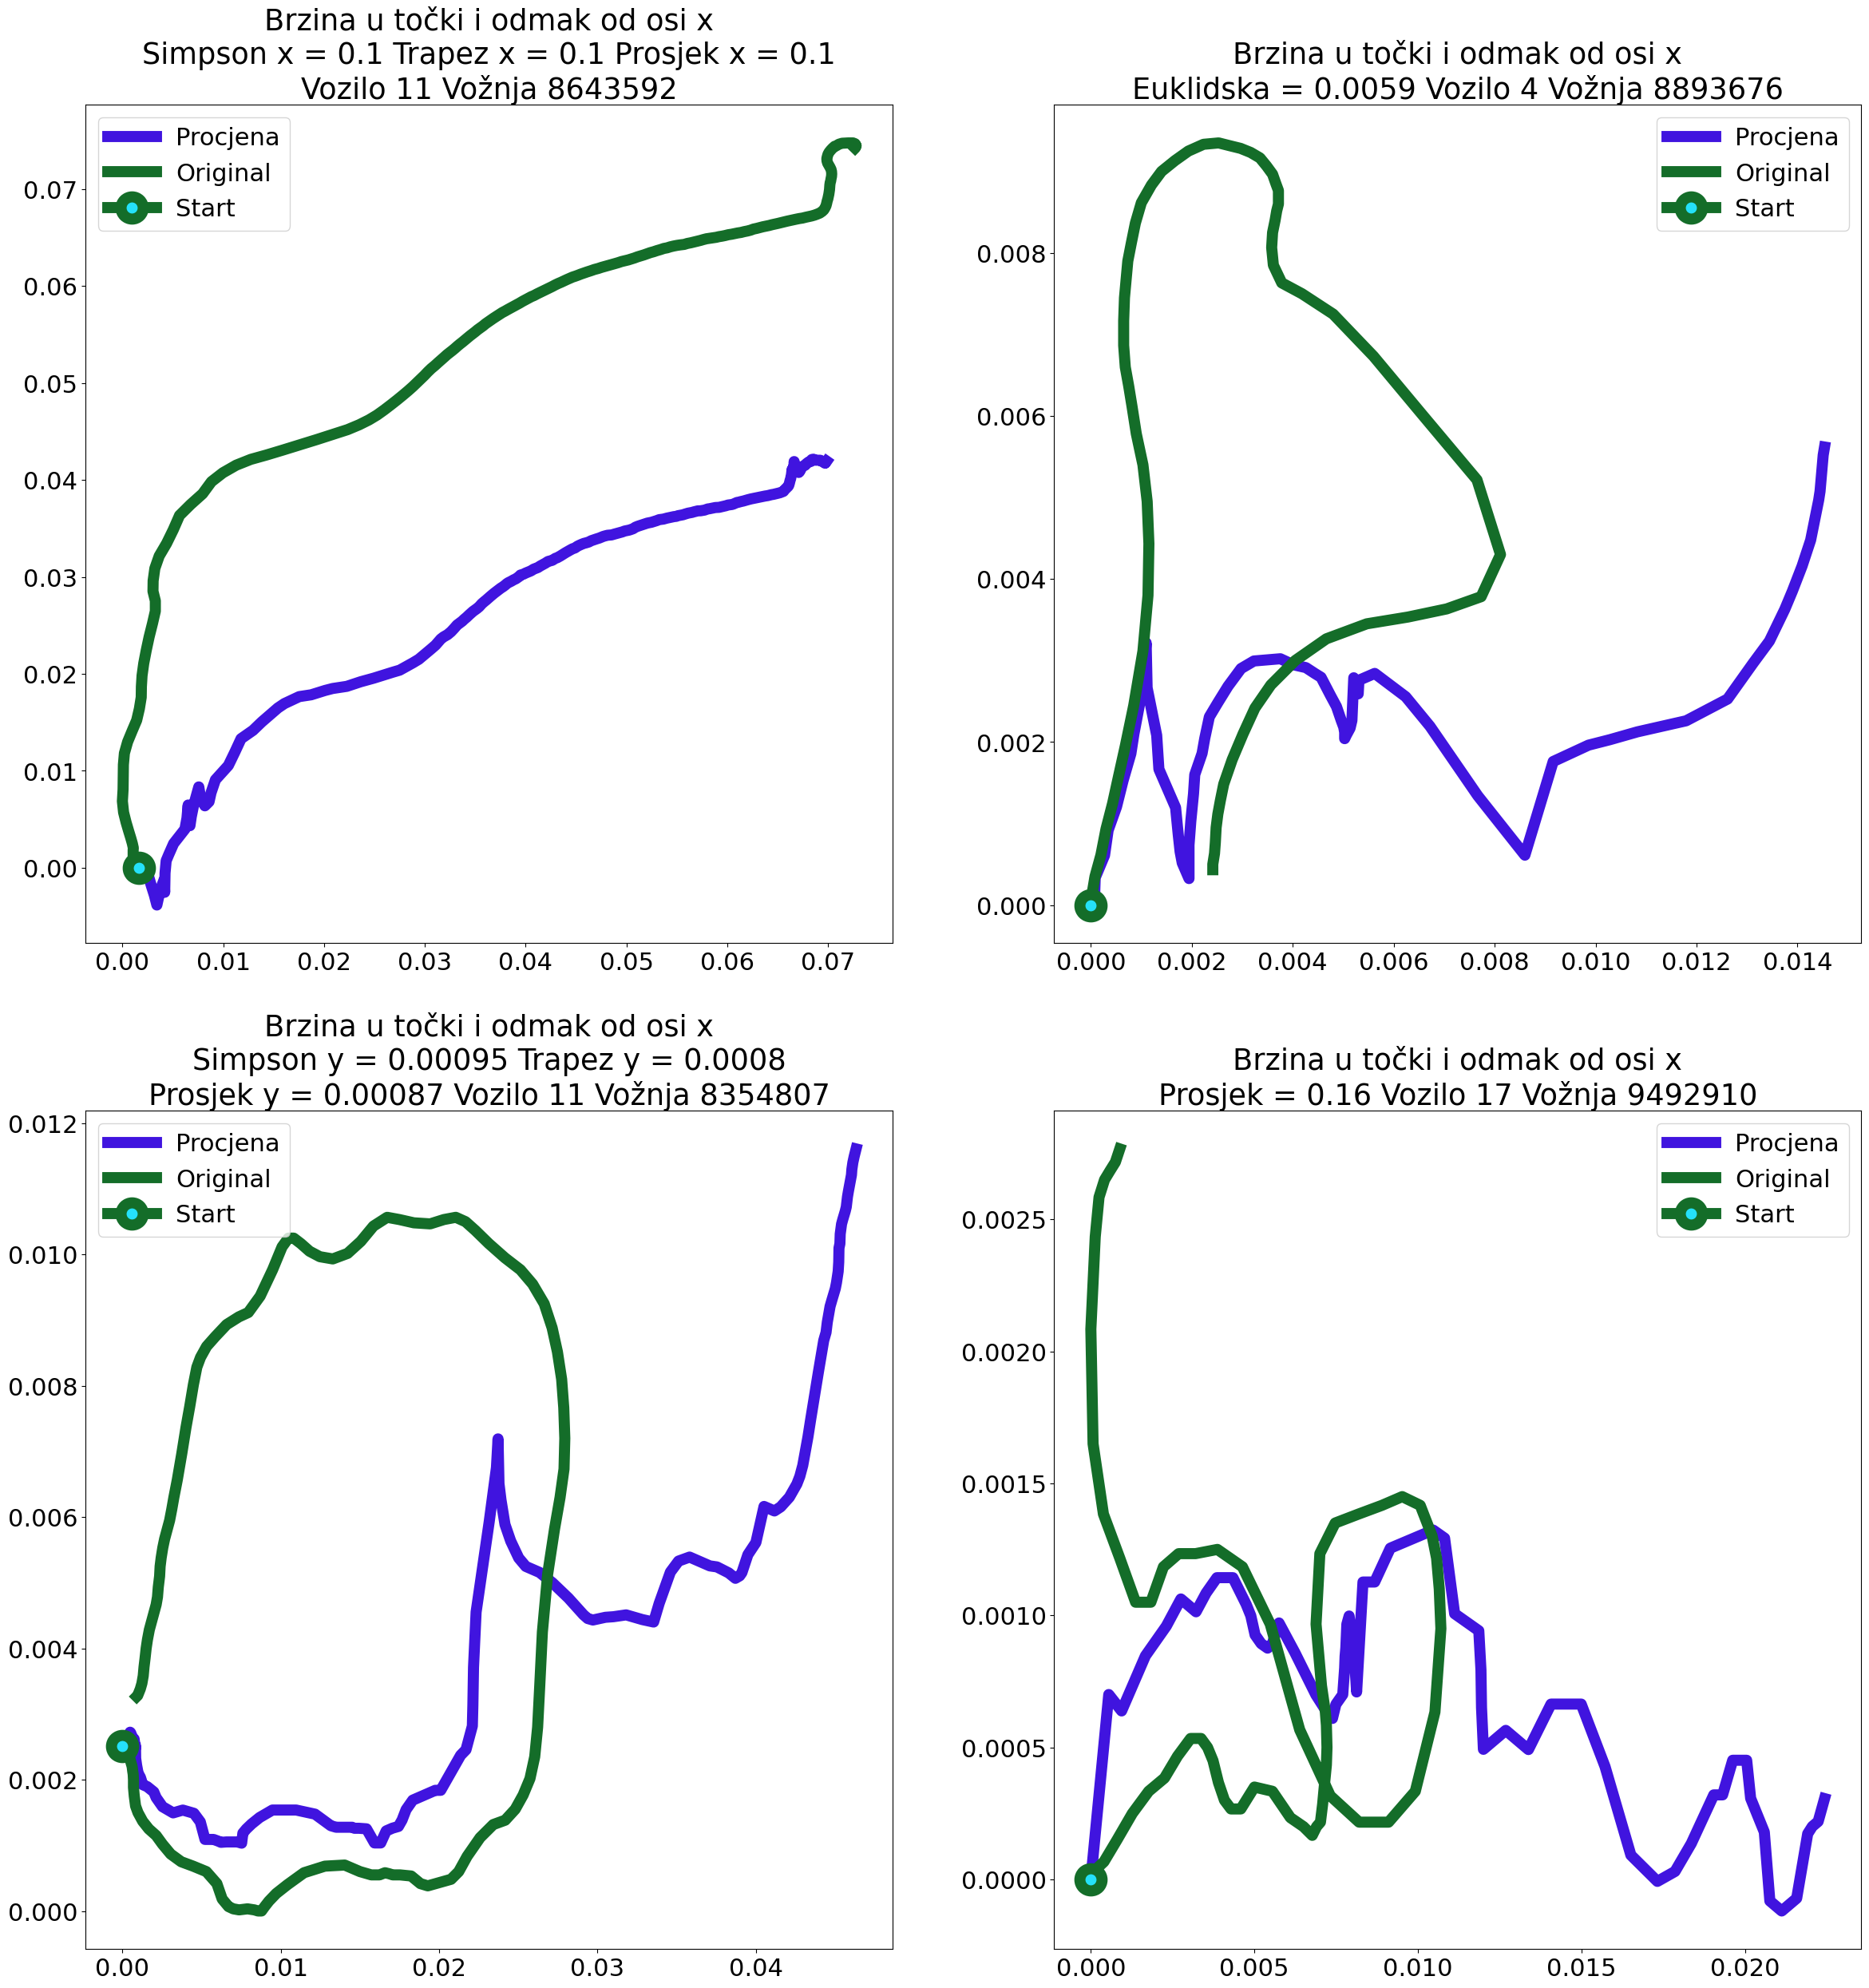 Brzina u točki i odmak od osi x
Simpson x = 0.1 Trapez x = 0.1 Prosjek x = 0.1
Vozilo 11 Vožnja 8643592
Procjena
Original
Start
0.07
0.06
0.05
0.04
0.03
0.02
0.01
0.00
0.00 0.01 0.02 0.03 0.04 0.05 0.06 0.07
Brzina u točki i odmak od osi x
Euklidska = 0.0059 Vozilo 4 Vožnja 8893676
Procjena
Original
Start
0.008
0.006
0.004
0.002
0.000
0.000 0.002 0.004 0.006 0.008 0.010 0.012 0.014
Brzina u točki i odmak od osi x
Simpson y = 0.00095 Trapez y = 0.0008
Prosjek y = 0.00087 Vozilo 11 Vožnja 8354807
Procjena
Original
Start
0.012
0.010
0.008
0.006
0.004
0.002
0.000
0.00 0.01 0.02 0.03 0.04
Brzina u točki i odmak od osi x
Prosjek = 0.16 Vozilo 17 Vožnja 9492910
Procjena
Original
Start
0.0025
0.0020
0.0015
0.0010
0.0005
0.0000
0.000 0.005 0.010 0.015 0.020